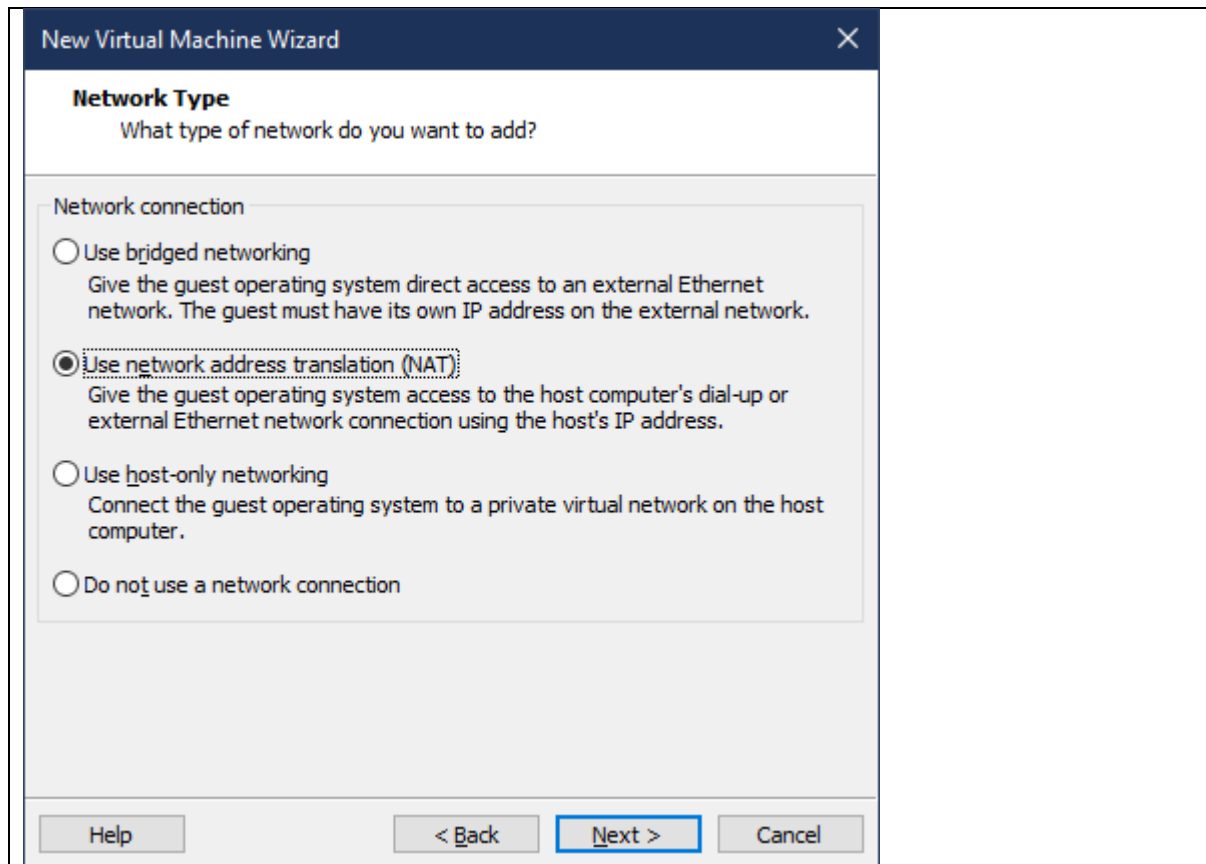 New Virtual Machine Wizard
Network Type
What type of network do you want to add?
Network connection
Use bridged networking
Give the guest operating system direct access to an external Ethernet
network. The guest must have its own IP address on the external network.
Use network address translation (NAT)
Give the guest operating system access to the host computer's dial-up or
external Ethernet network connection using the host's IP address.
Use host-only networking
Connect the guest operating system to a private virtual network on the host
computer.
Do not use a network connection
Help
< Back
Next >
Cancel